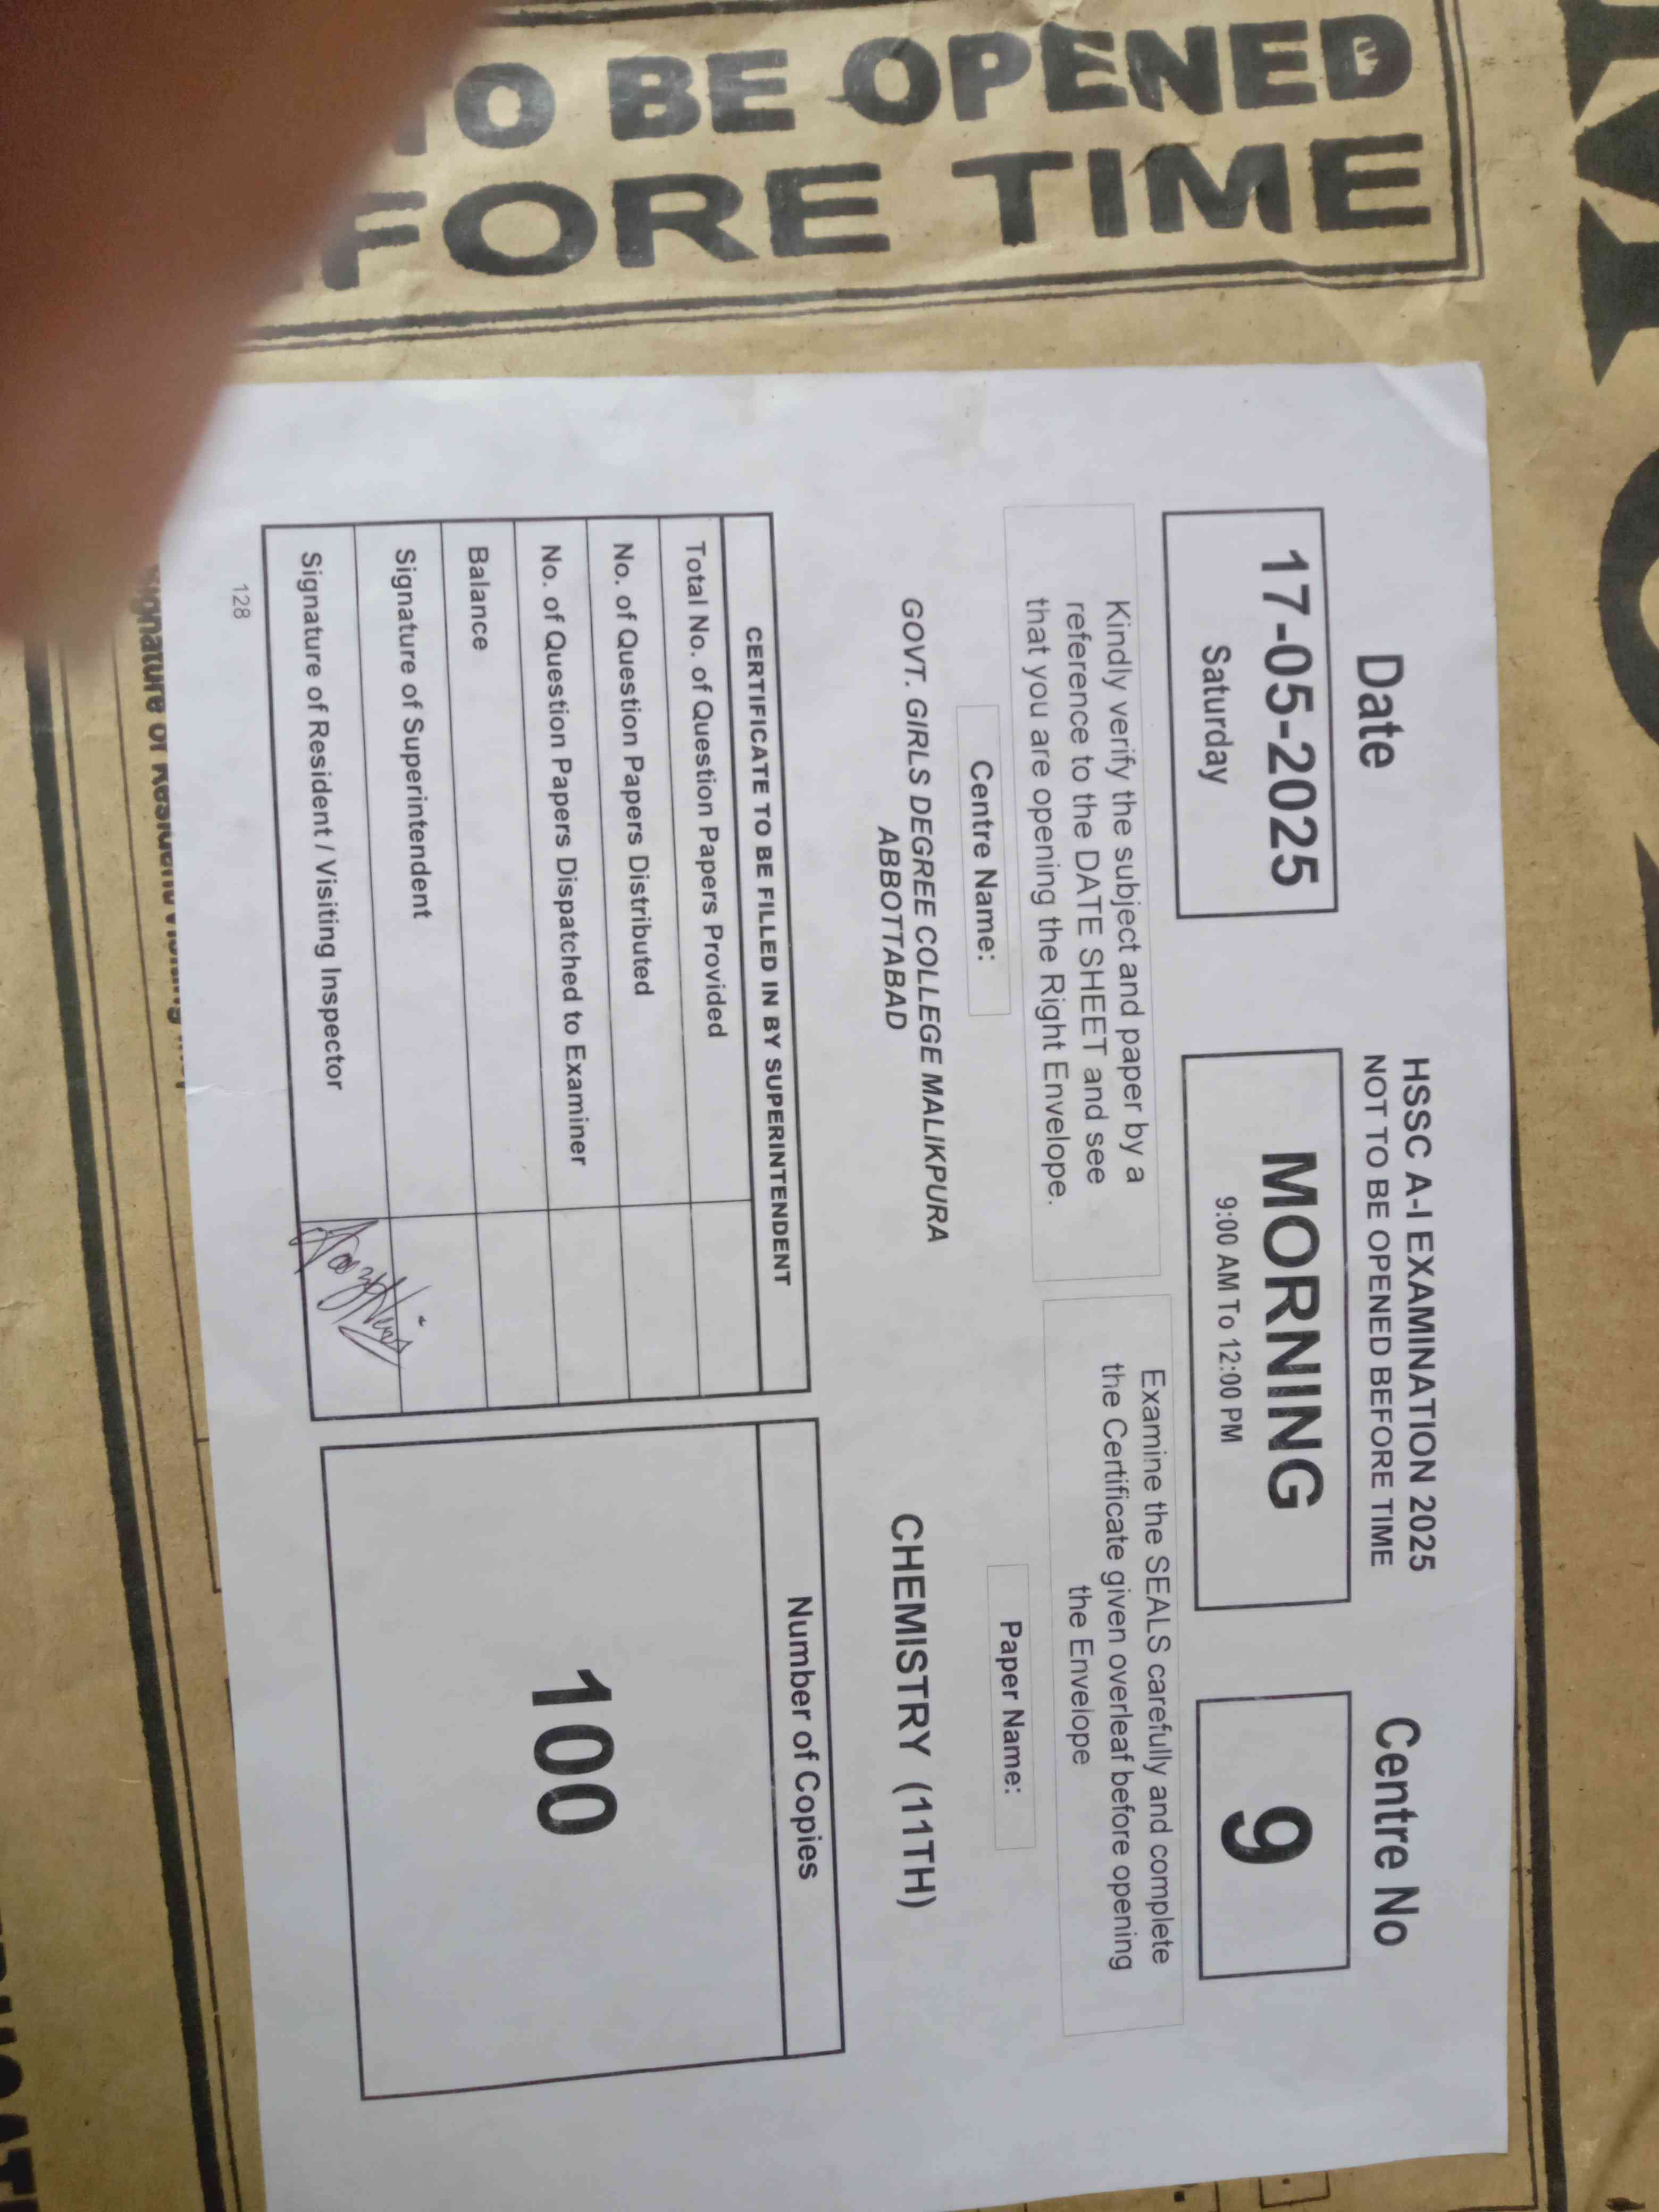 TO BE OPENED
FORE TIME
HSSC A-I EXAMINATION 2025
NOT TO BE OPENED BEFORE TIME
Date
17-05-2025
Saturday
MORNING
9:00 AM To 12:00 PM
Centre No
9
Kindly verify the subject and paper by a
reference to the DATE SHEET and see
that you are opening the Right Envelope.
Examine the SEALS carefully and complete
the Certificate given overleaf before opening
the Envelope
Centre Name:
GOVT. GIRLS DEGREE COLLEGE MALIKPURA
ABBOTTABAD
Paper Name:
CHEMISTRY (11TH)
CERTIFICATE TO BE FILLED IN BY SUPERINTENDENT
Total No. of Question Papers Provided
No. of Question Papers Distributed
No. of Question Papers Dispatched to Examiner
Balance
Signature of Superintendent
Signature of Resident / Visiting Inspector
Number of Copies
100
128
Signature of Resident